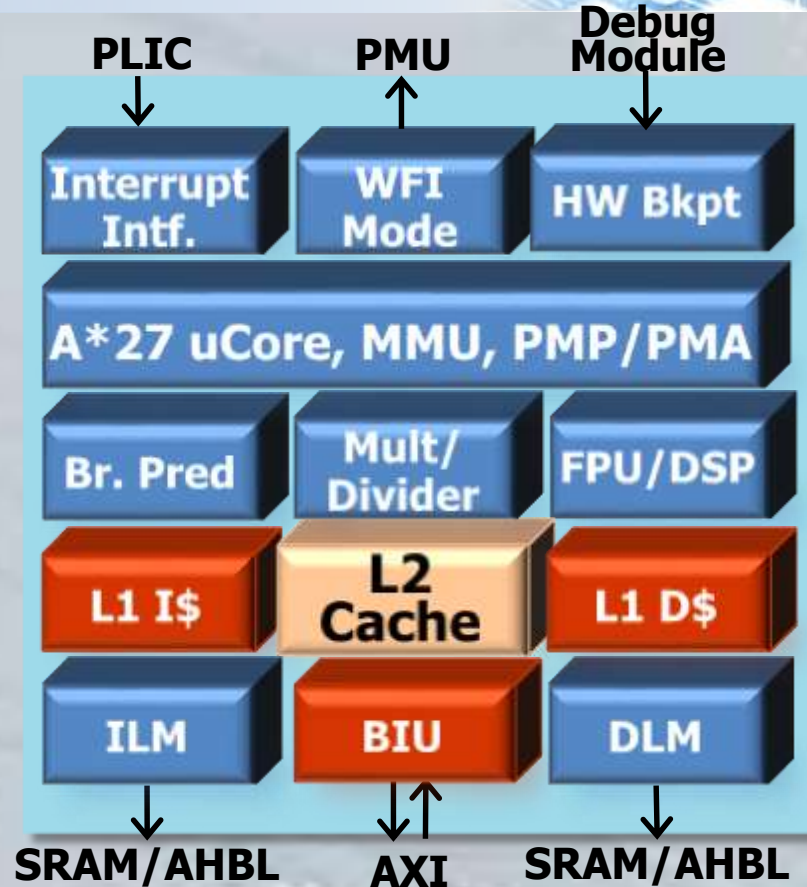 PLIC
PMU
Debug
Module
Interrupt
Intf.
WFI
Mode
HW Bkpt
A*27 uCore, MMU, PMP/PMA
Br. Pred
Mult/
Divider
FPU/DSP
L1 I$
L2
Cache
L1 D$
ILM
BIU
DLM
SRAM/AHBL
AXI
SRAM/AHBL